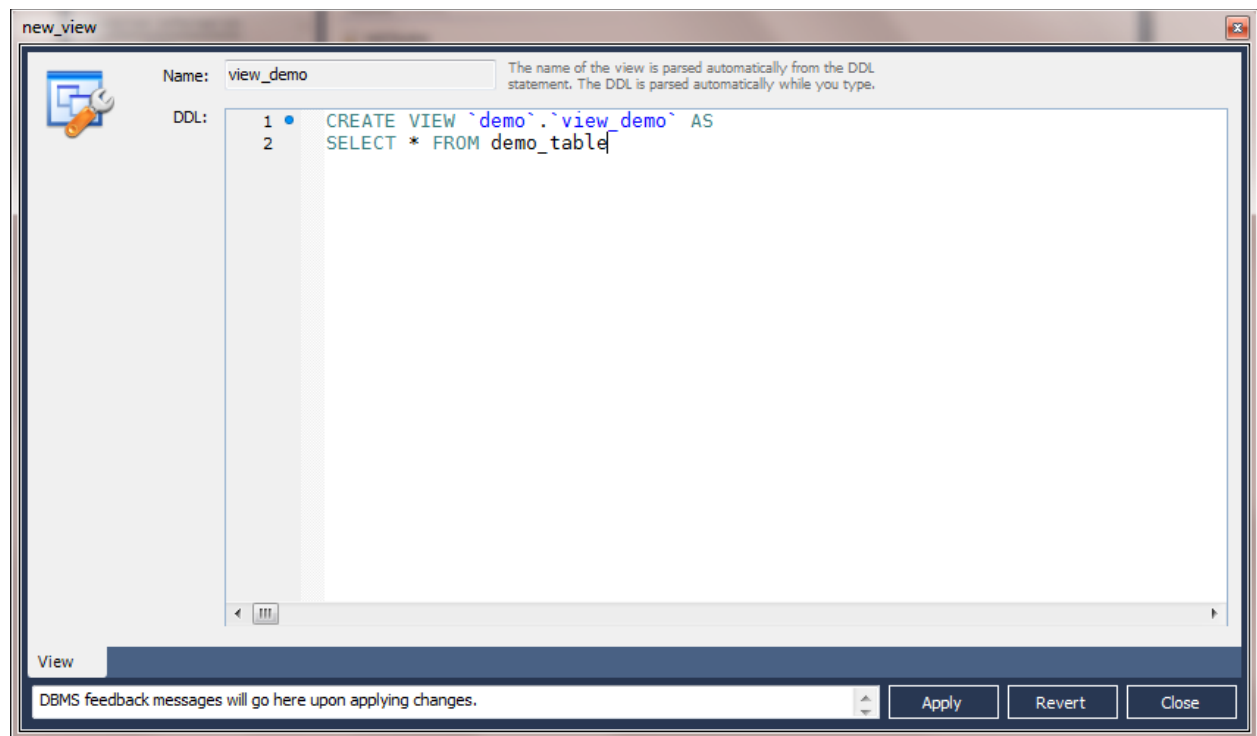 new_view
Name:
view_demo
The name of the view is parsed automatically from the DDL
statement. The DDL is parsed automatically while you type.
DDL:
1 CREATE VIEW `demo`.`view_demo` AS
2 SELECT * FROM demo_table
View
DBMS feedback messages will go here upon applying changes.
Apply
Revert
Close